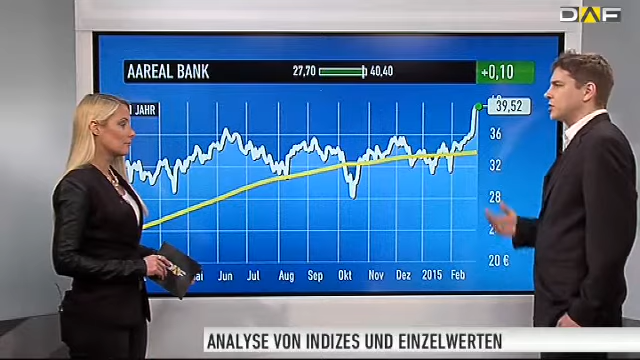 DAF
AAREAL BANK
27,70 40,40
+0,10
1 JAHR
39,52
36
32
28
20 €
Jun Jul Aug Sep Okt Nov Dez 2015 Feb
DAF
ANALYSE VON INDIZES UND EINZELWERTEN